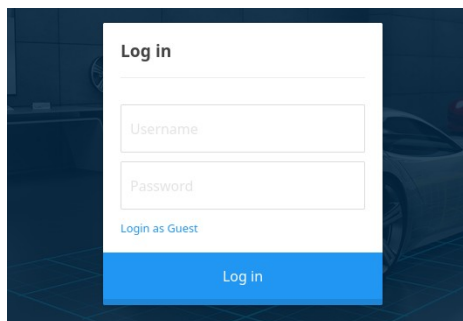 Log in
Username
Password
Login as Guest
Log in